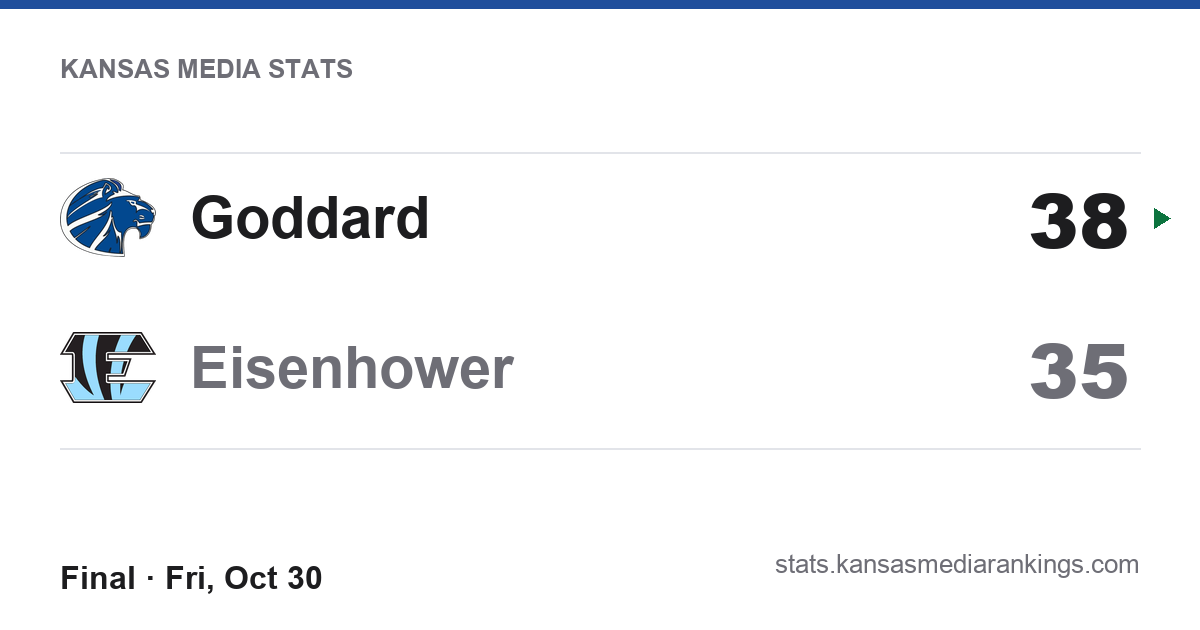 KANSAS MEDIA STATS
Goddard 38
E Eisenhower 35
Final · Fri, Oct 30
stats.kansasmediarankings.com